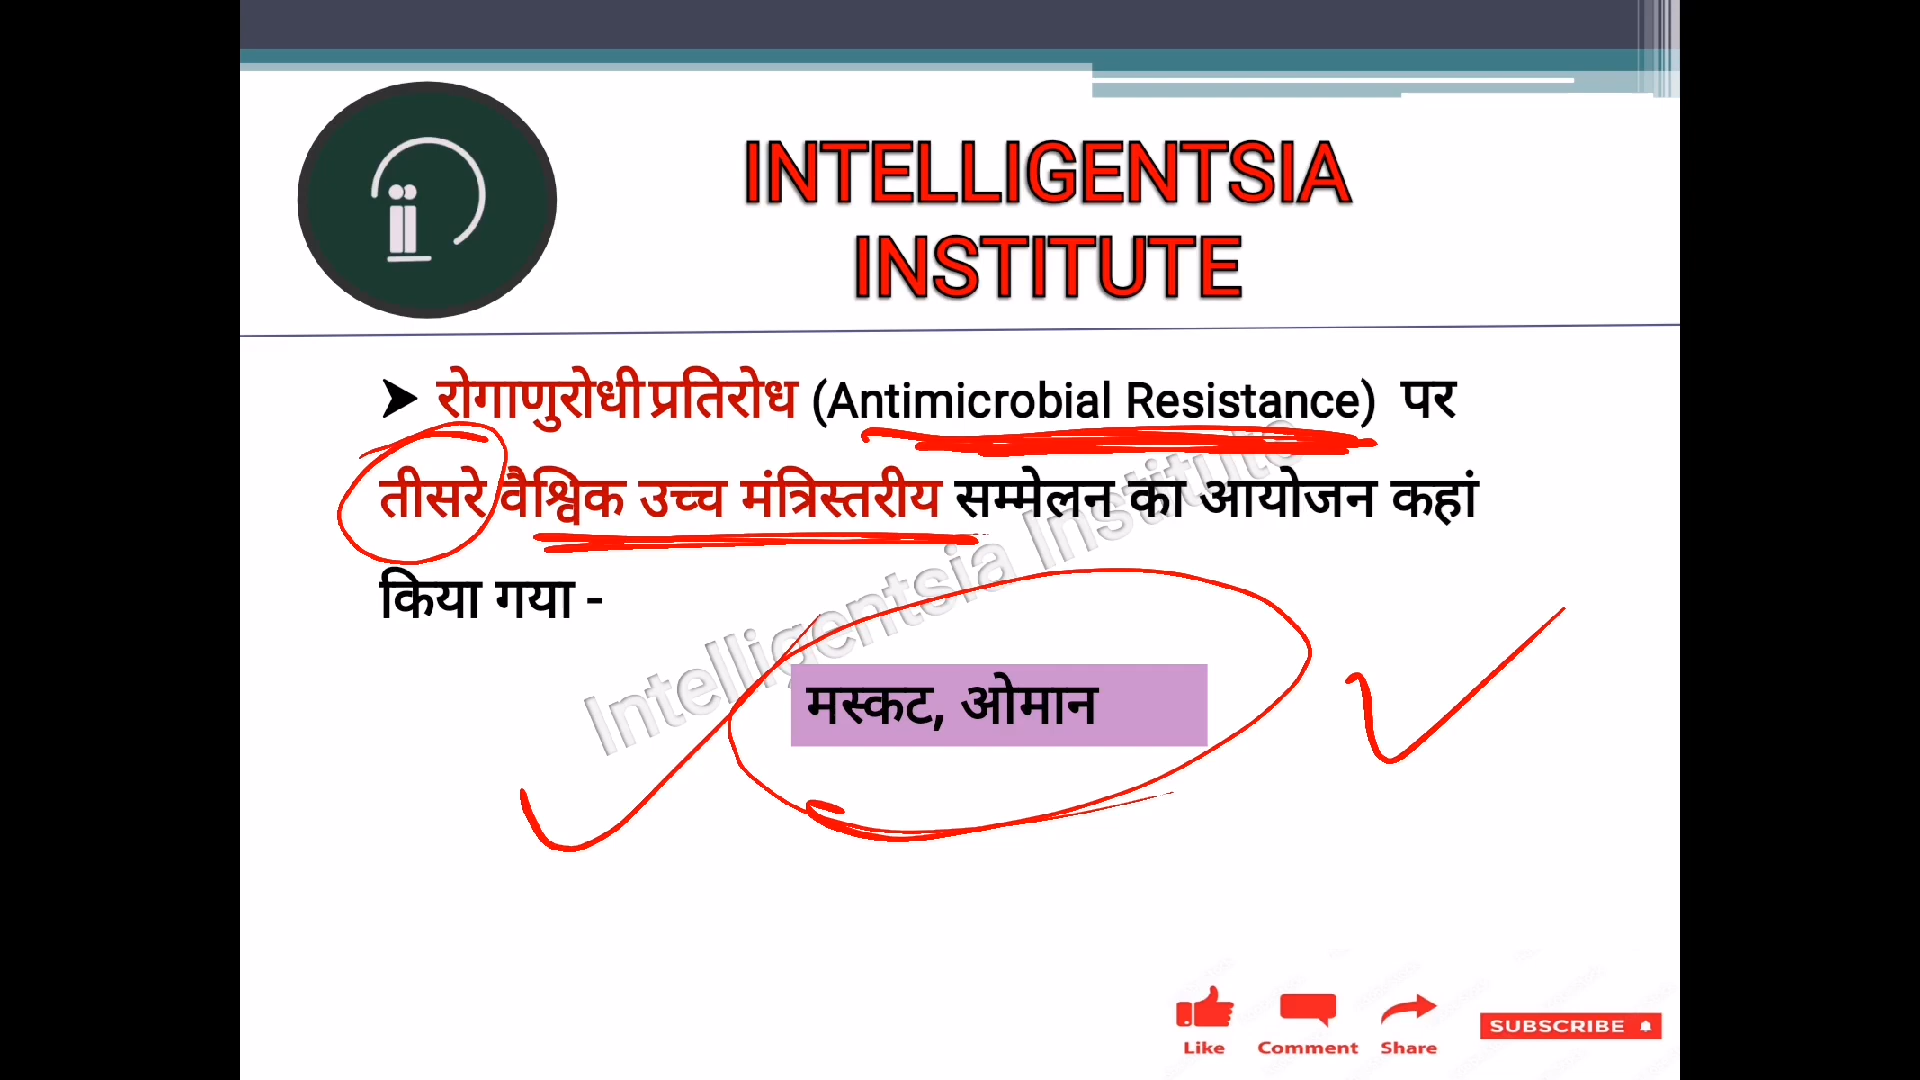 INTELLIGENTSIA
INSTITUTE
➤ रोगाणुरोधी प्रतिरोध (Antimicrobial Resistance) पर
तीसरे वैश्विक उच्च मंत्रिस्तरीय सम्मेलन का आयोजन कहां
किया गया -
Intelligentsia Institute
मस्कट, ओमान
Like Comment Share SUBSCRIBE